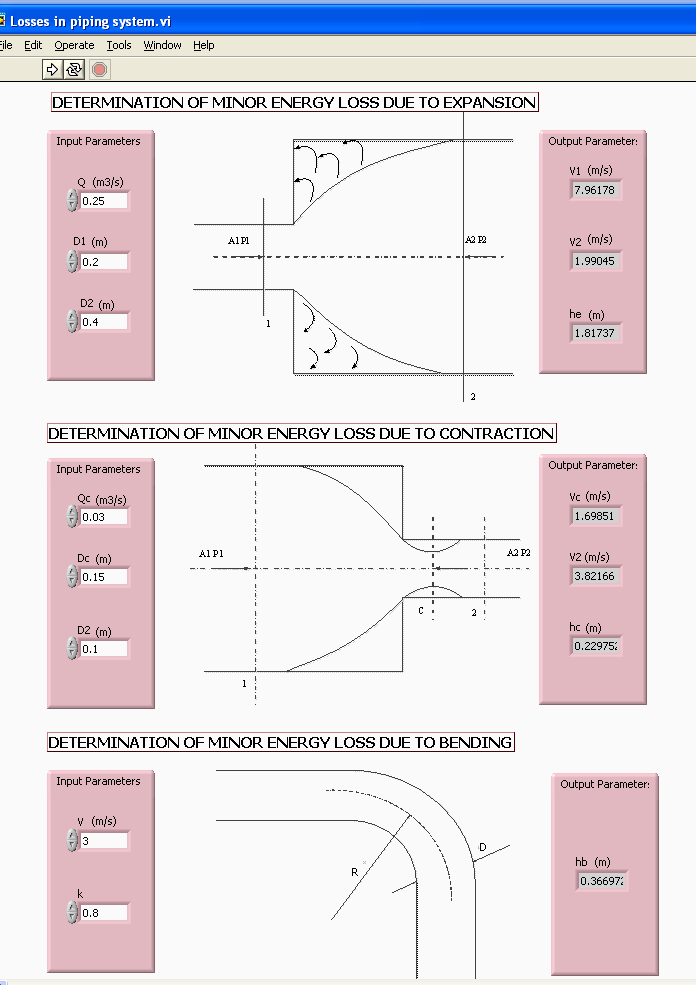 Losses in piping system.vi
File Edit Operate Tools Window Help
DETERMINATION OF MINOR ENERGY LOSS DUE TO EXPANSION
Input Parameters
Q (m3/s)
0.25
D1 (m)
0.2
D2 (m)
0.4
A1 P1
A2 P2
1
2
Output Parameter:
V1 (m/s)
7.96178
V2 (m/s)
1.99045
he (m)
1.81737
DETERMINATION OF MINOR ENERGY LOSS DUE TO CONTRACTION
Input Parameters
Qc (m3/s)
0.03
Dc (m)
0.15
D2 (m)
0.1
A1 P1
A2 P2
C
2
1
Output Parameter:
Vc (m/s)
1.69851
V2 (m/s)
3.82166
hc (m)
0.229752
DETERMINATION OF MINOR ENERGY LOSS DUE TO BENDING
Input Parameters
V (m/s)
3
k
0.8
R
D
Output Parameter:
hb (m)
0.366972